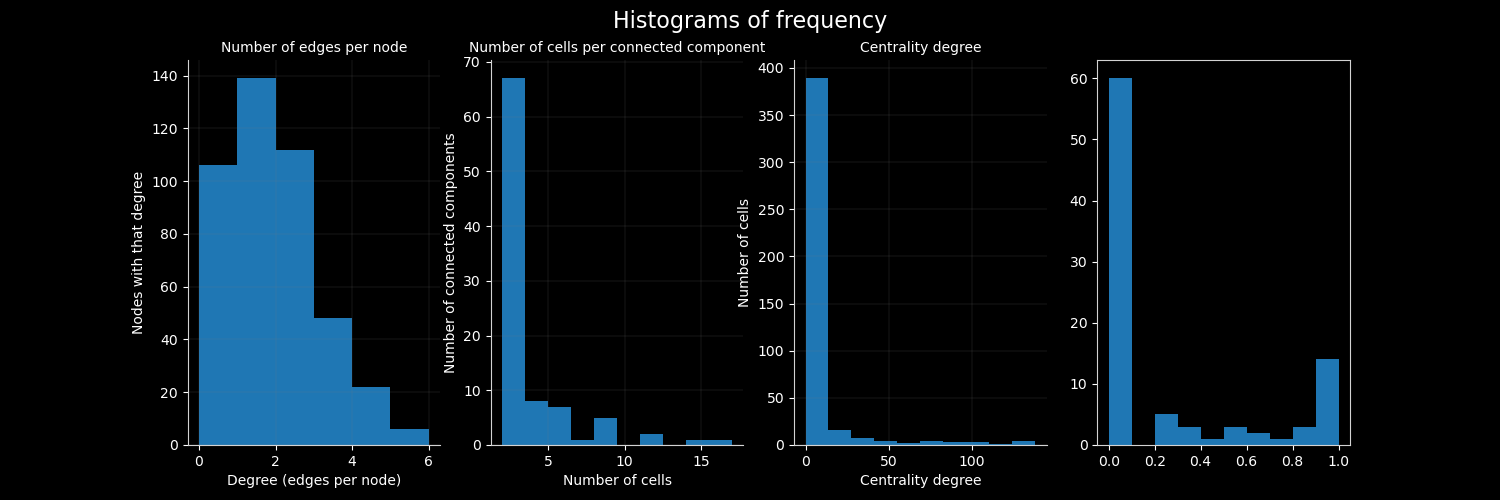 Histograms of frequency
Number of edges per node
Nodes with that degree
140
120
100
80
60
40
20
0
0 2 4 6
Degree (edges per node)
Number of cells per connected component
Number of connected components
70
60
50
40
30
20
10
0
5 10 15
Number of cells
Centrality degree
Number of cells
400
350
300
250
200
150
100
50
0
0 50 100
Centrality degree
60
50
40
30
20
10
0
0.0 0.2 0.4 0.6 0.8 1.0